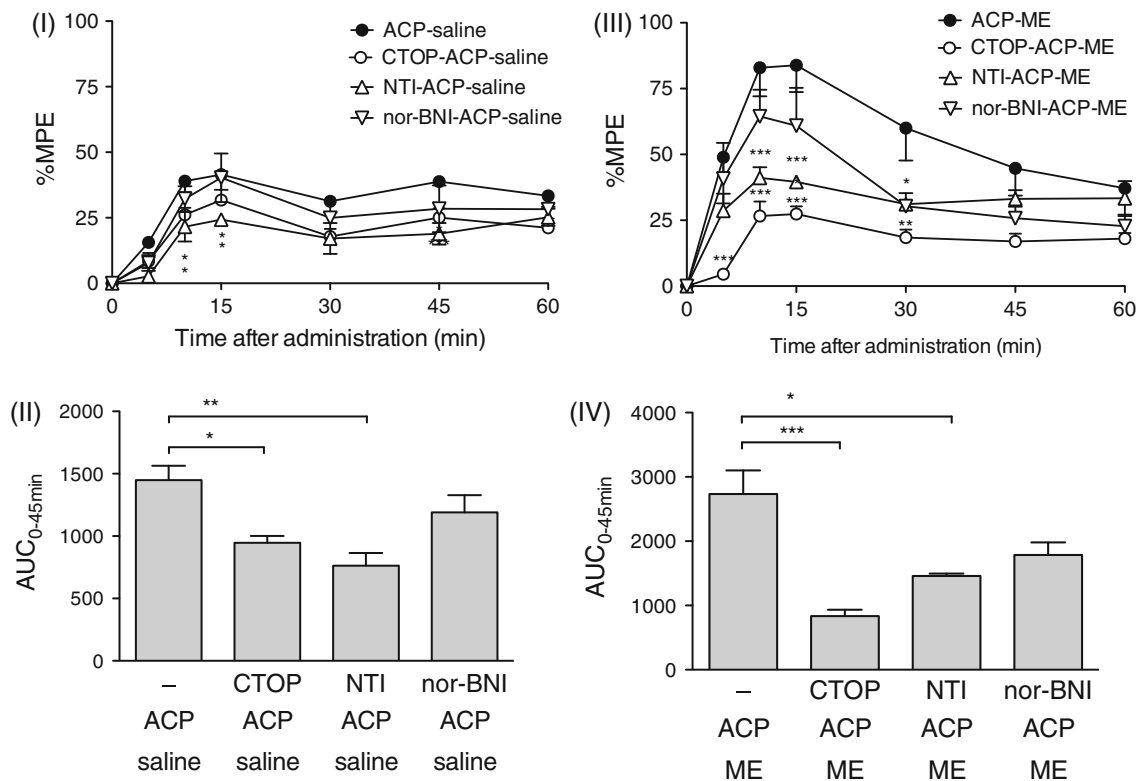 (I)
%MPE
100
75
50
25
0
ACP-saline
CTOP-ACP-saline
NTI-ACP-saline
nor-BNI-ACP-saline
*
*
*
*
0 15 30 45 60
Time after administration (min)
(III)
%MPE
100
75
50
25
0
ACP-ME
CTOP-ACP-ME
NTI-ACP-ME
nor-BNI-ACP-ME
*** ***
*** ***
*
**
***
0 15 30 45 60
Time after administration (min)
(II)
AUC0-45min
2000
1500
1000
500
0
**
*
– CTOP NTI nor-BNI
ACP ACP ACP ACP
saline saline saline saline
(IV)
AUC0-45min
4000
3000
2000
1000
0
*
***
– CTOP NTI nor-BNI
ACP ACP ACP ACP
ME ME ME ME